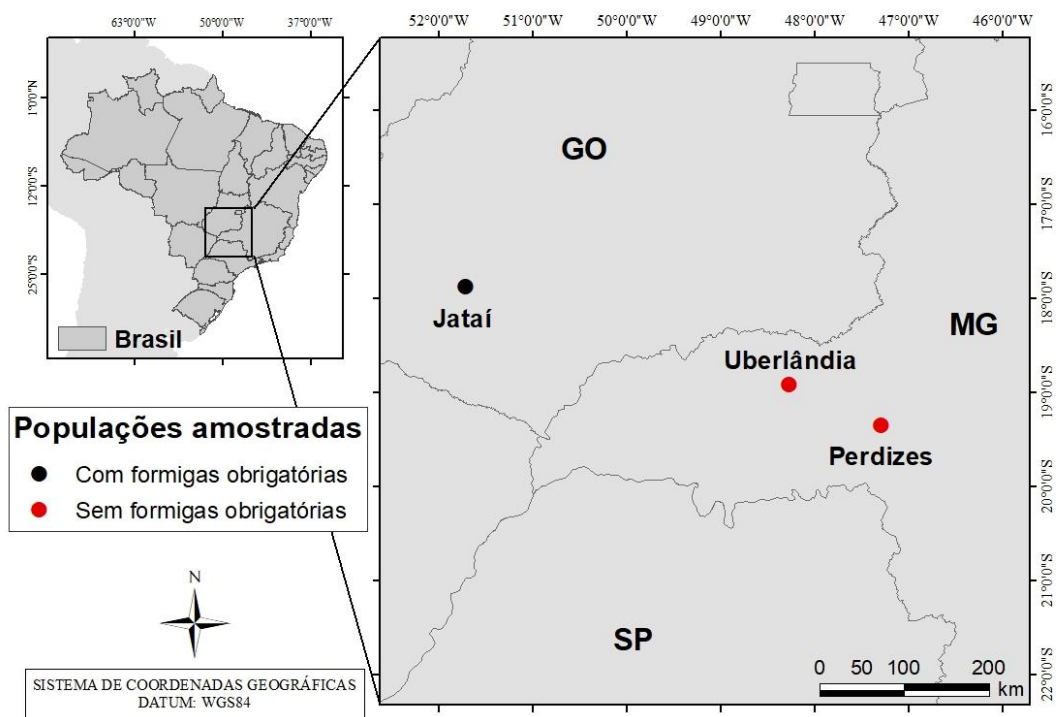 63°0'0"W 50°0'0"W 37°0'0"W
52°0'0"W 51°0'0"W 50°0'0"W 49°0'0"W 48°0'0"W 47°0'0"W 46°0'0"W
1°0'0"N
12°0'0"S
25°0'0"S
Brasil
GO
Jataí
MG
Uberlândia
Perdizes
SP
16°0'0"S
17°0'0"S
18°0'0"S
19°0'0"S
20°0'0"S
21°0'0"S
22°0'0"S
Populações amostradas
Com formigas obrigatórias
Sem formigas obrigatórias
N
SISTEMA DE COORDENADAS GEOGRÁFICAS
DATUM: WGS84
0 50 100 200
km